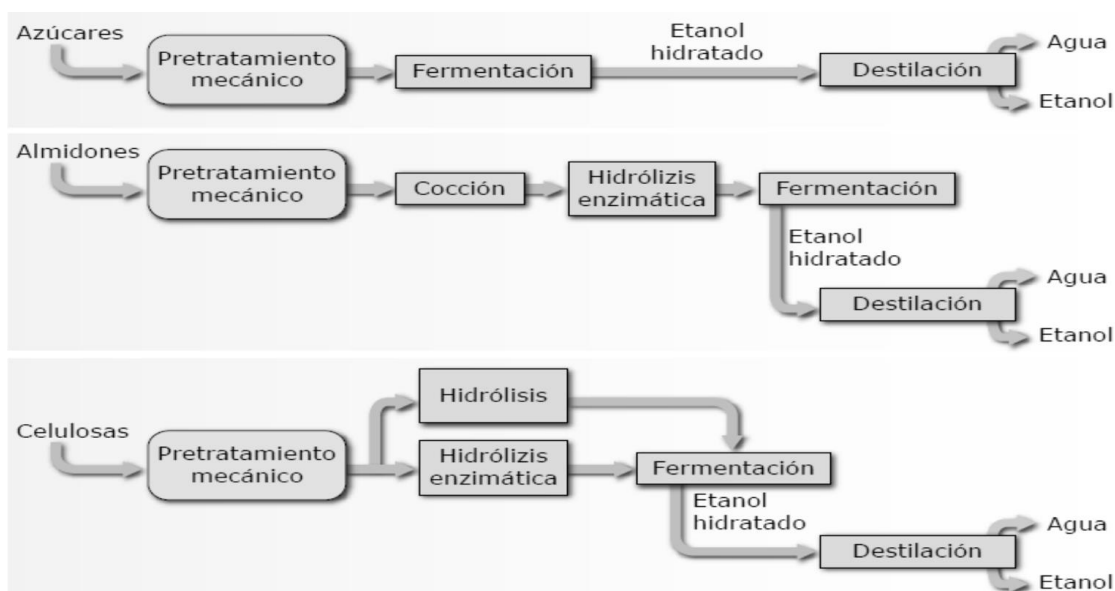 Azúcares
Pretratamiento
mecánico
Fermentación
Etanol
hidratado
Destilación
Agua
Etanol
Almidones
Pretratamiento
mecánico
Cocción
Hidrólizis
enzimática
Fermentación
Etanol
hidratado
Destilación
Agua
Etanol
Celulosas
Pretratamiento
mecánico
Hidrólisis
Hidrólizis
enzimática
Fermentación
Etanol
hidratado
Destilación
Agua
Etanol